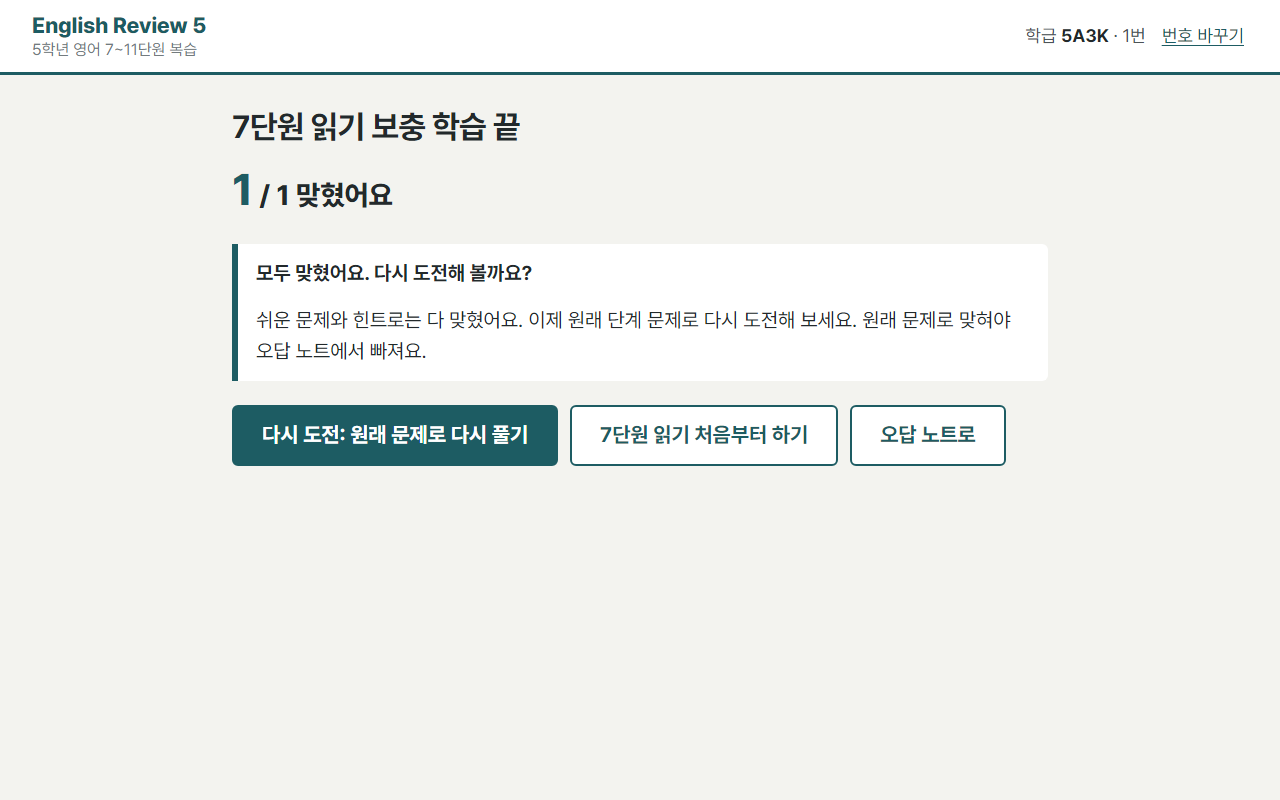 English Review 5
5학년 영어 7~11단원 복습
학급 5A3K · 1번 번호 바꾸기
7단원 읽기 보충 학습 끝
1 / 1 맞혔어요
모두 맞혔어요. 다시 도전해 볼까요?
쉬운 문제와 힌트로는 다 맞혔어요. 이제 원래 단계 문제로 다시 도전해 보세요. 원래 문제로 맞혀야
오답 노트에서 빠져요.
다시 도전: 원래 문제로 다시 풀기
7단원 읽기 처음부터 하기
오답 노트로